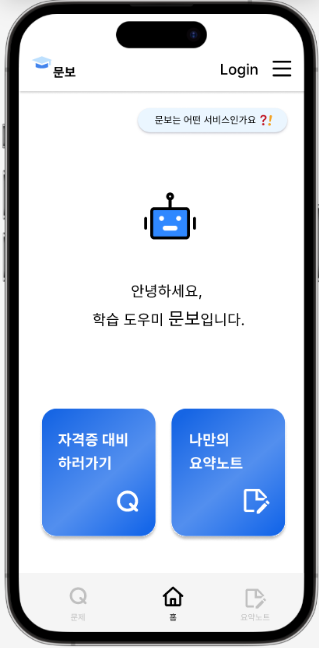 문보
Login
문보는 어떤 서비스인가요 ❓❗
안녕하세요,
학습 도우미 문보입니다.
자격증 대비
하러가기
나만의
요약노트
문제
홈
요약노트